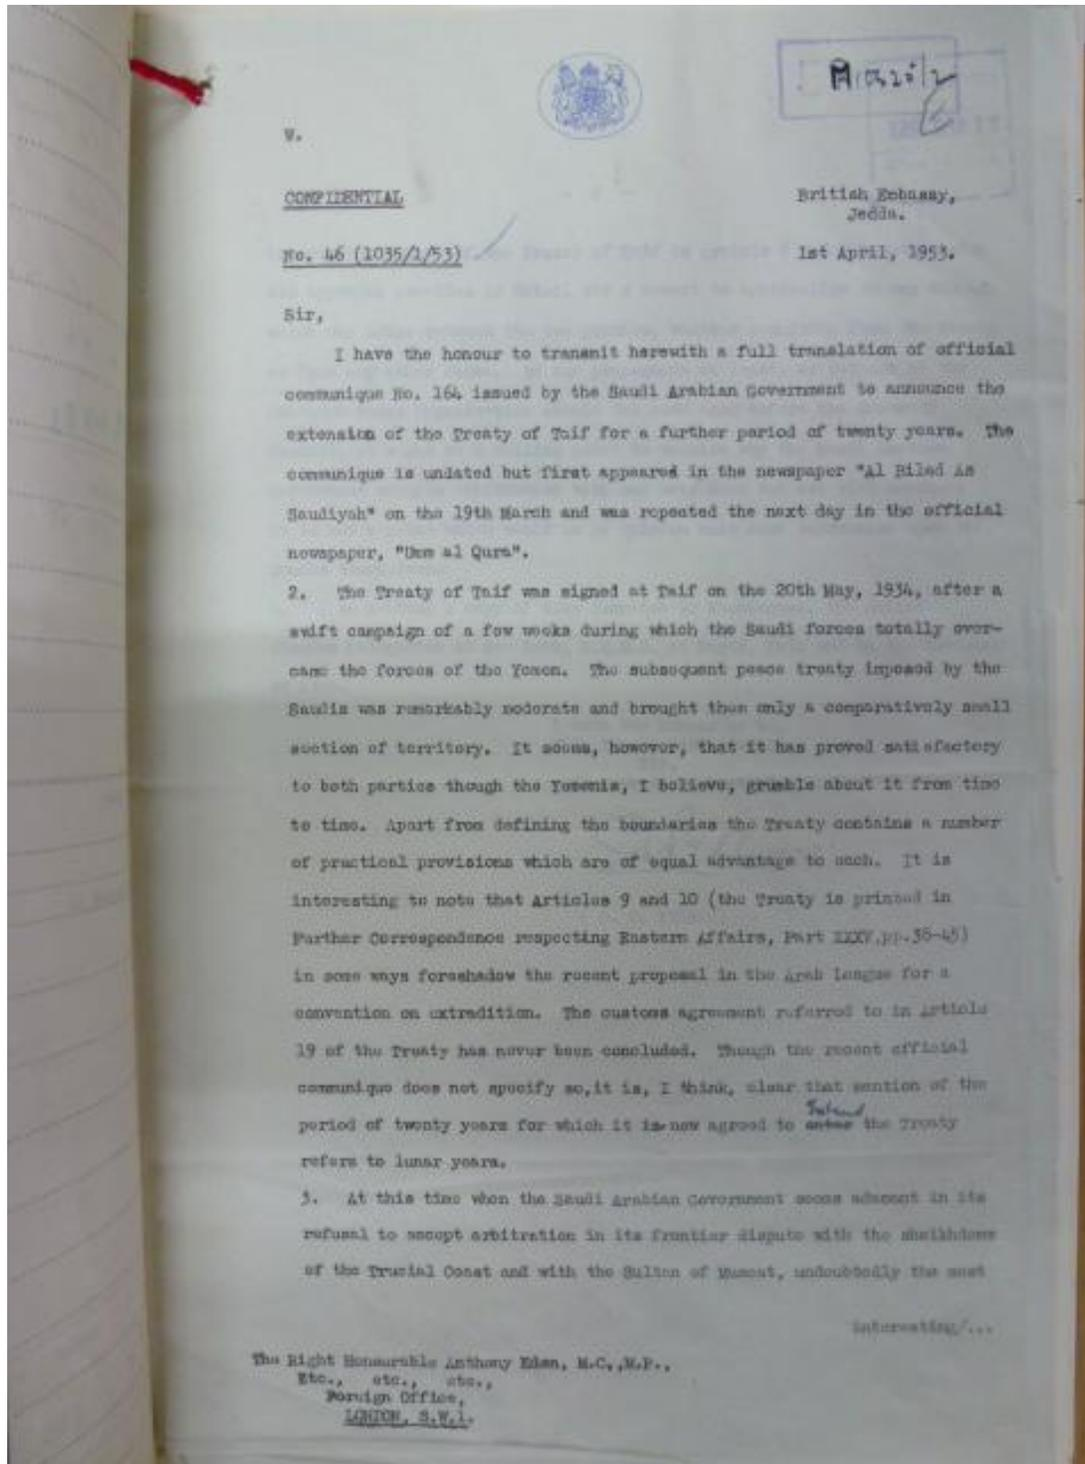 W.
CONFIDENTIAL
British Embassy,
Jedda.
No. 46 (1035/1/53)
1st April, 1953.
Sir,
I have the honour to transmit herewith a full translation of official
communique No. 164 issued by the Saudi Arabian Government to announce the
extension of the Treaty of Taif for a further period of twenty years. The
communique is undated but first appeared in the newspaper "Al Bilad As
Saudiyah" on the 19th March and was repeated the next day in the official
newspaper, "Umm al Qura".
2. The Treaty of Taif was signed at Taif on the 20th May, 1934, after a
swift campaign of a few weeks during which the Saudi forces totally over-
came the forces of the Yemen. The subsequent peace treaty imposed by the
Saudis was remarkably moderate and brought them only a comparatively small
section of territory. It seems, however, that it has proved satisfactory
to both parties though the Yemenis, I believe, grumble about it from time
to time. Apart from defining the boundaries the Treaty contains a number
of practical provisions which are of equal advantage to each. It is
interesting to note that Articles 9 and 10 (the Treaty is printed in
Further Correspondence respecting Eastern Affairs, Part XXXV, pp.38-45)
in some ways foreshadow the recent proposal in the Arab League for a
convention on extradition. The customs agreement referred to in Article
19 of the Treaty has never been concluded. Though the recent official
communique does not specify so, it is, I think, clear that mention of the
period of twenty years for which it is now agreed to the Treaty
refers to lunar years.
3. At this time when the Saudi Arabian Government seems adamant in its
refusal to accept arbitration in its frontier dispute with the sheikhdoms
of the Trucial Coast and with the Sultan of Muscat, undoubtedly the most
interesting/...
The Right Honourable Anthony Eden, M.C., M.P.,
Etc., etc., etc.,
Foreign Office,
LONDON, S.W.1.